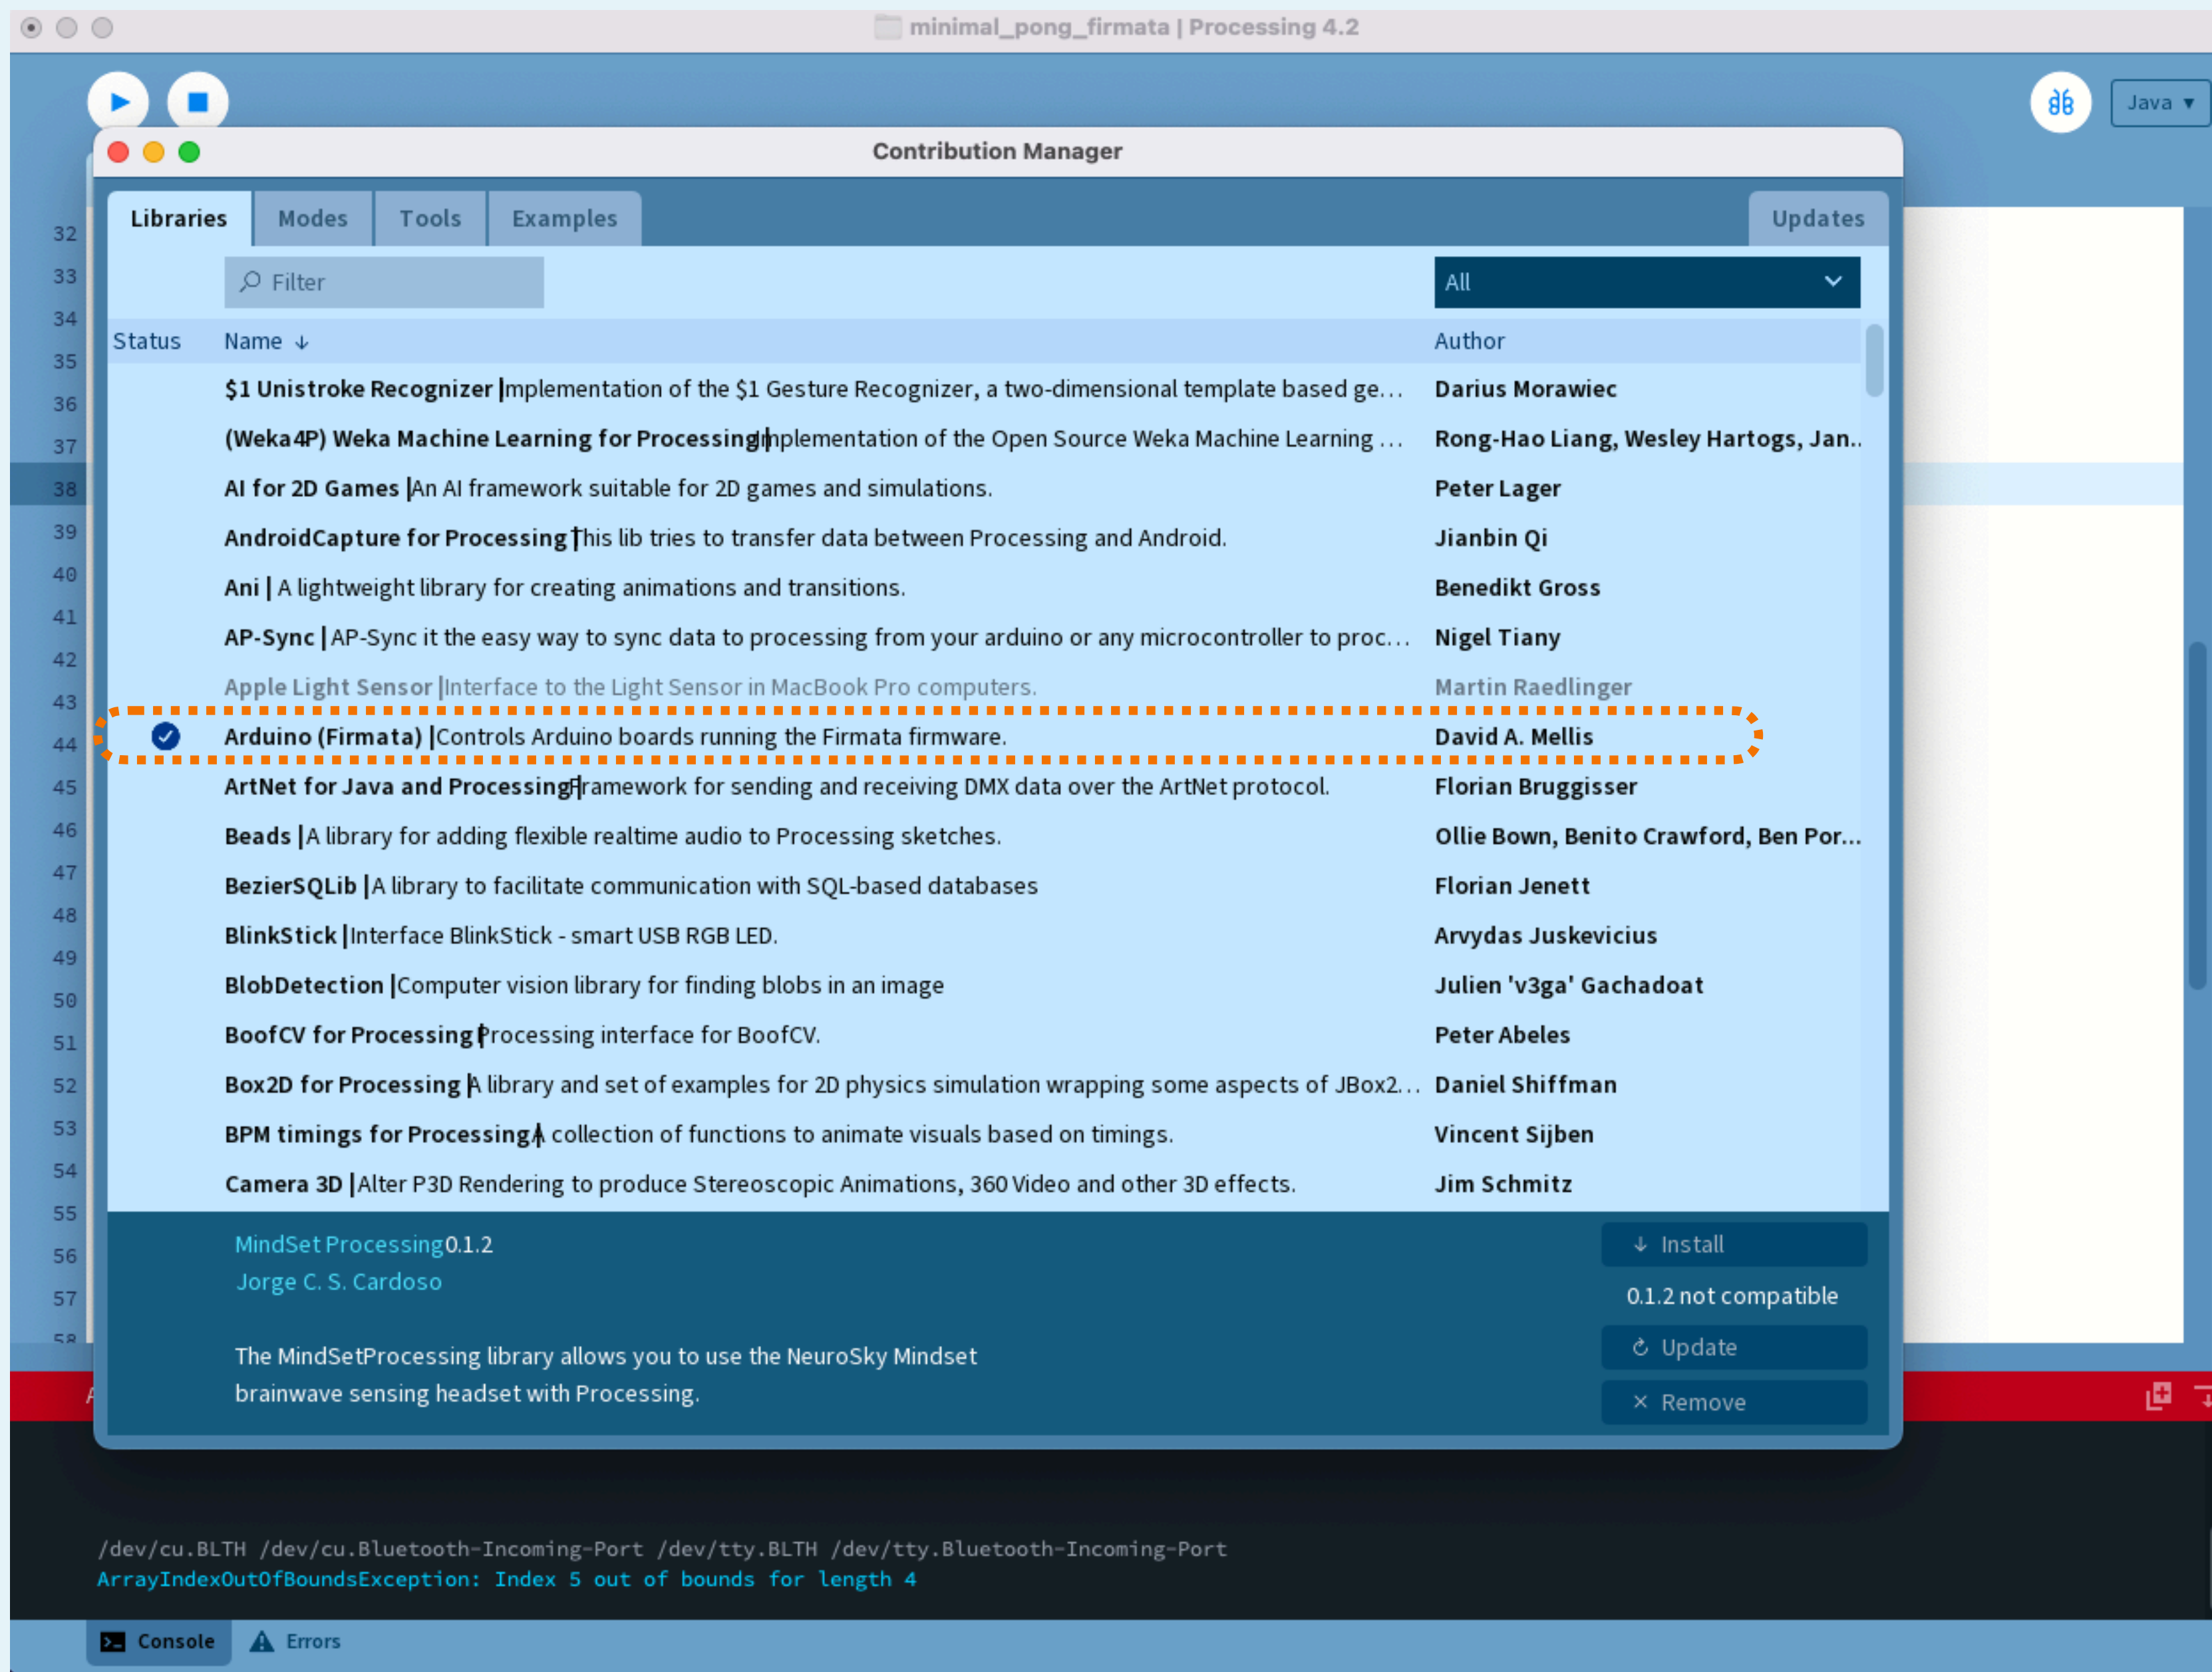 minimal_pong_firmata | Processing 4.2
Java ▼
Contribution Manager
Libraries Modes Tools Examples Updates
Filter All
Status Name ↓ Author
$1 Unistroke Recognizer | Implementation of the $1 Gesture Recognizer, a two-dimensional template based ge... Darius Morawiec
(Weka4P) Weka Machine Learning for Processing | Implementation of the Open Source Weka Machine Learning ... Rong-Hao Liang, Wesley Hartogs, Jan..
AI for 2D Games | An AI framework suitable for 2D games and simulations. Peter Lager
AndroidCapture for Processing | This lib tries to transfer data between Processing and Android. Jianbin Qi
Ani | A lightweight library for creating animations and transitions. Benedikt Gross
AP-Sync | AP-Sync it the easy way to sync data to processing from your arduino or any microcontroller to proc... Nigel Tiany
Apple Light Sensor | Interface to the Light Sensor in MacBook Pro computers. Martin Raedlinger
Arduino (Firmata) | Controls Arduino boards running the Firmata firmware. David A. Mellis
ArtNet for Java and Processing | Framework for sending and receiving DMX data over the ArtNet protocol. Florian Bruggisser
Beads | A library for adding flexible realtime audio to Processing sketches. Ollie Bown, Benito Crawford, Ben Por...
BezierSQLib | A library to facilitate communication with SQL-based databases Florian Jenett
BlinkStick | Interface BlinkStick - smart USB RGB LED. Arvydas Juskevicius
BlobDetection | Computer vision library for finding blobs in an image Julien 'v3ga' Gachadoat
BoofCV for Processing | Processing interface for BoofCV. Peter Abeles
Box2D for Processing | A library and set of examples for 2D physics simulation wrapping some aspects of JBox2... Daniel Shiffman
BPM timings for Processing | A collection of functions to animate visuals based on timings. Vincent Sijben
Camera 3D | Alter P3D Rendering to produce Stereoscopic Animations, 360 Video and other 3D effects. Jim Schmitz
MindSet Processing 0.1.2
Jorge C. S. Cardoso
The MindSetProcessing library allows you to use the NeuroSky Mindset
brainwave sensing headset with Processing.
↓ Install
0.1.2 not compatible
Update
× Remove
32
33
34
35
36
37
38
39
40
41
42
43
44
45
46
47
48
49
50
51
52
53
54
55
56
57
58
/dev/cu.BLTH /dev/cu.Bluetooth-Incoming-Port /dev/tty.BLTH /dev/tty.Bluetooth-Incoming-Port
ArrayIndexOutOfBoundsException: Index 5 out of bounds for length 4
Console Errors